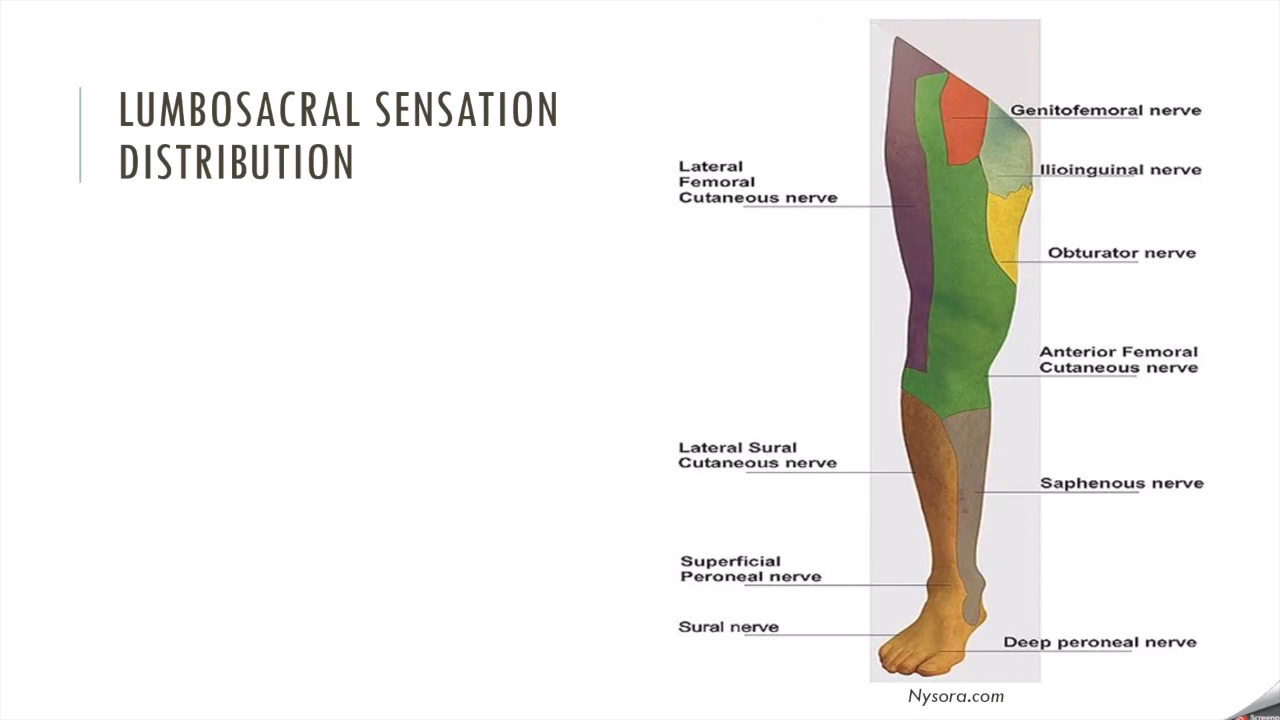 LUMBOSACRAL SENSATION
DISTRIBUTION
Genitofemoral nerve
Lateral
Femoral
Cutaneous nerve
Ilioinguinal nerve
Obturator nerve
Anterior Femoral
Cutaneous nerve
Lateral Sural
Cutaneous nerve
Saphenous nerve
Superficial
Peroneal nerve
Sural nerve
Deep peroneal nerve
Nysora.com